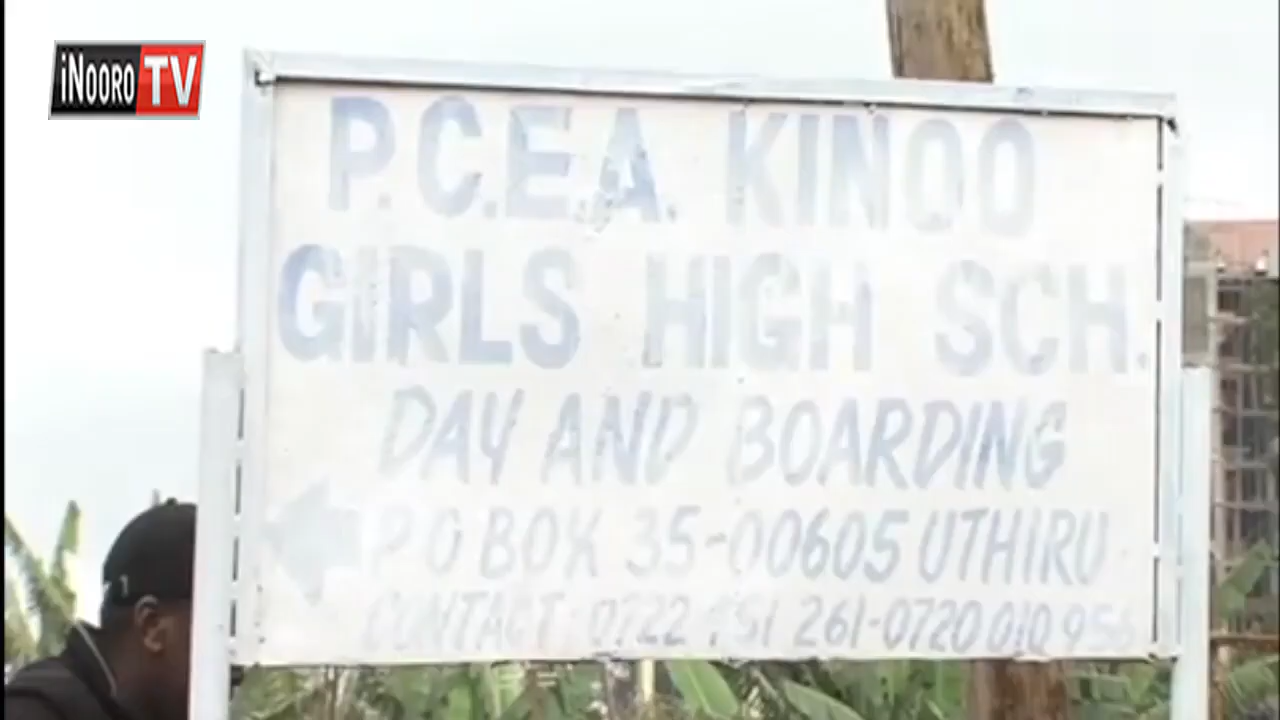 iNOORO TV
P.C.E.A. KINOO
GIRLS HIGH SCH.
DAY AND BOARDING
P O BOX 35-00605 UTHIRU
CONTACT: 0722 261-0720 010 956